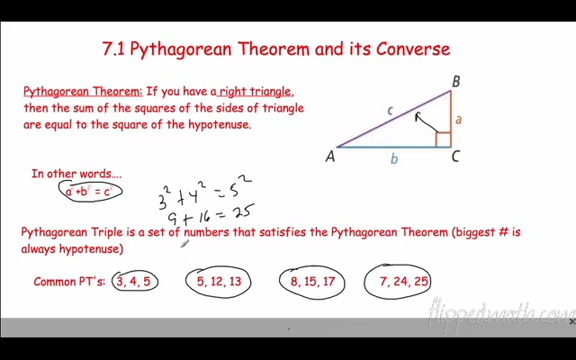 7.1 Pythagorean Theorem and its Converse
Pythagorean Theorem: If you have a right triangle,
then the sum of the squares of the sides of triangle
are equal to the square of the hypotenuse.
B
c
a
A
b
C
In other words....
a²+b²=c²
3²+4²=5²
9+16=25
Pythagorean Triple is a set of numbers that satisfies the Pythagorean Theorem (biggest # is
always hypotenuse)
Common PT's: 3, 4, 5 5, 12, 13 8, 15, 17 7, 24, 25
flippedmath.com